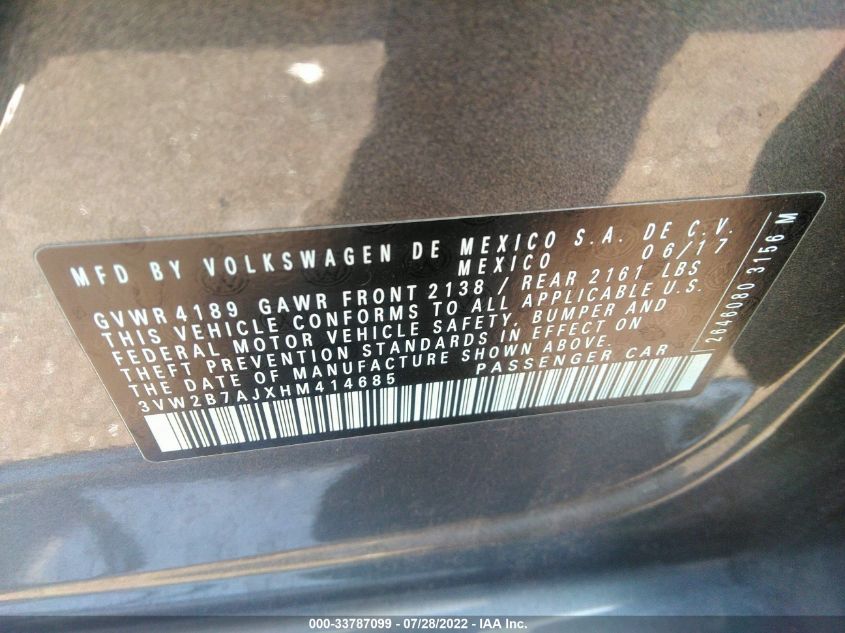 MFD BY VOLKSWAGEN DE MEXICO S.A. DE C.V.
MEXICO 06/17
GVWR 4189 GAWR FRONT 2138 / REAR 2161 LBS
THIS VEHICLE CONFORMS TO ALL APPLICABLE U.S.
FEDERAL MOTOR VEHICLE SAFETY, BUMPER AND
THEFT PREVENTION STANDARDS IN EFFECT ON
THE DATE OF MANUFACTURE SHOWN ABOVE.
3VW2B7AJXHM414685 PASSENGER CAR
2846080 3156 M
000-33787099 / 07/28/2022 - IAA Inc.